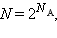 N = 2^{N_A},